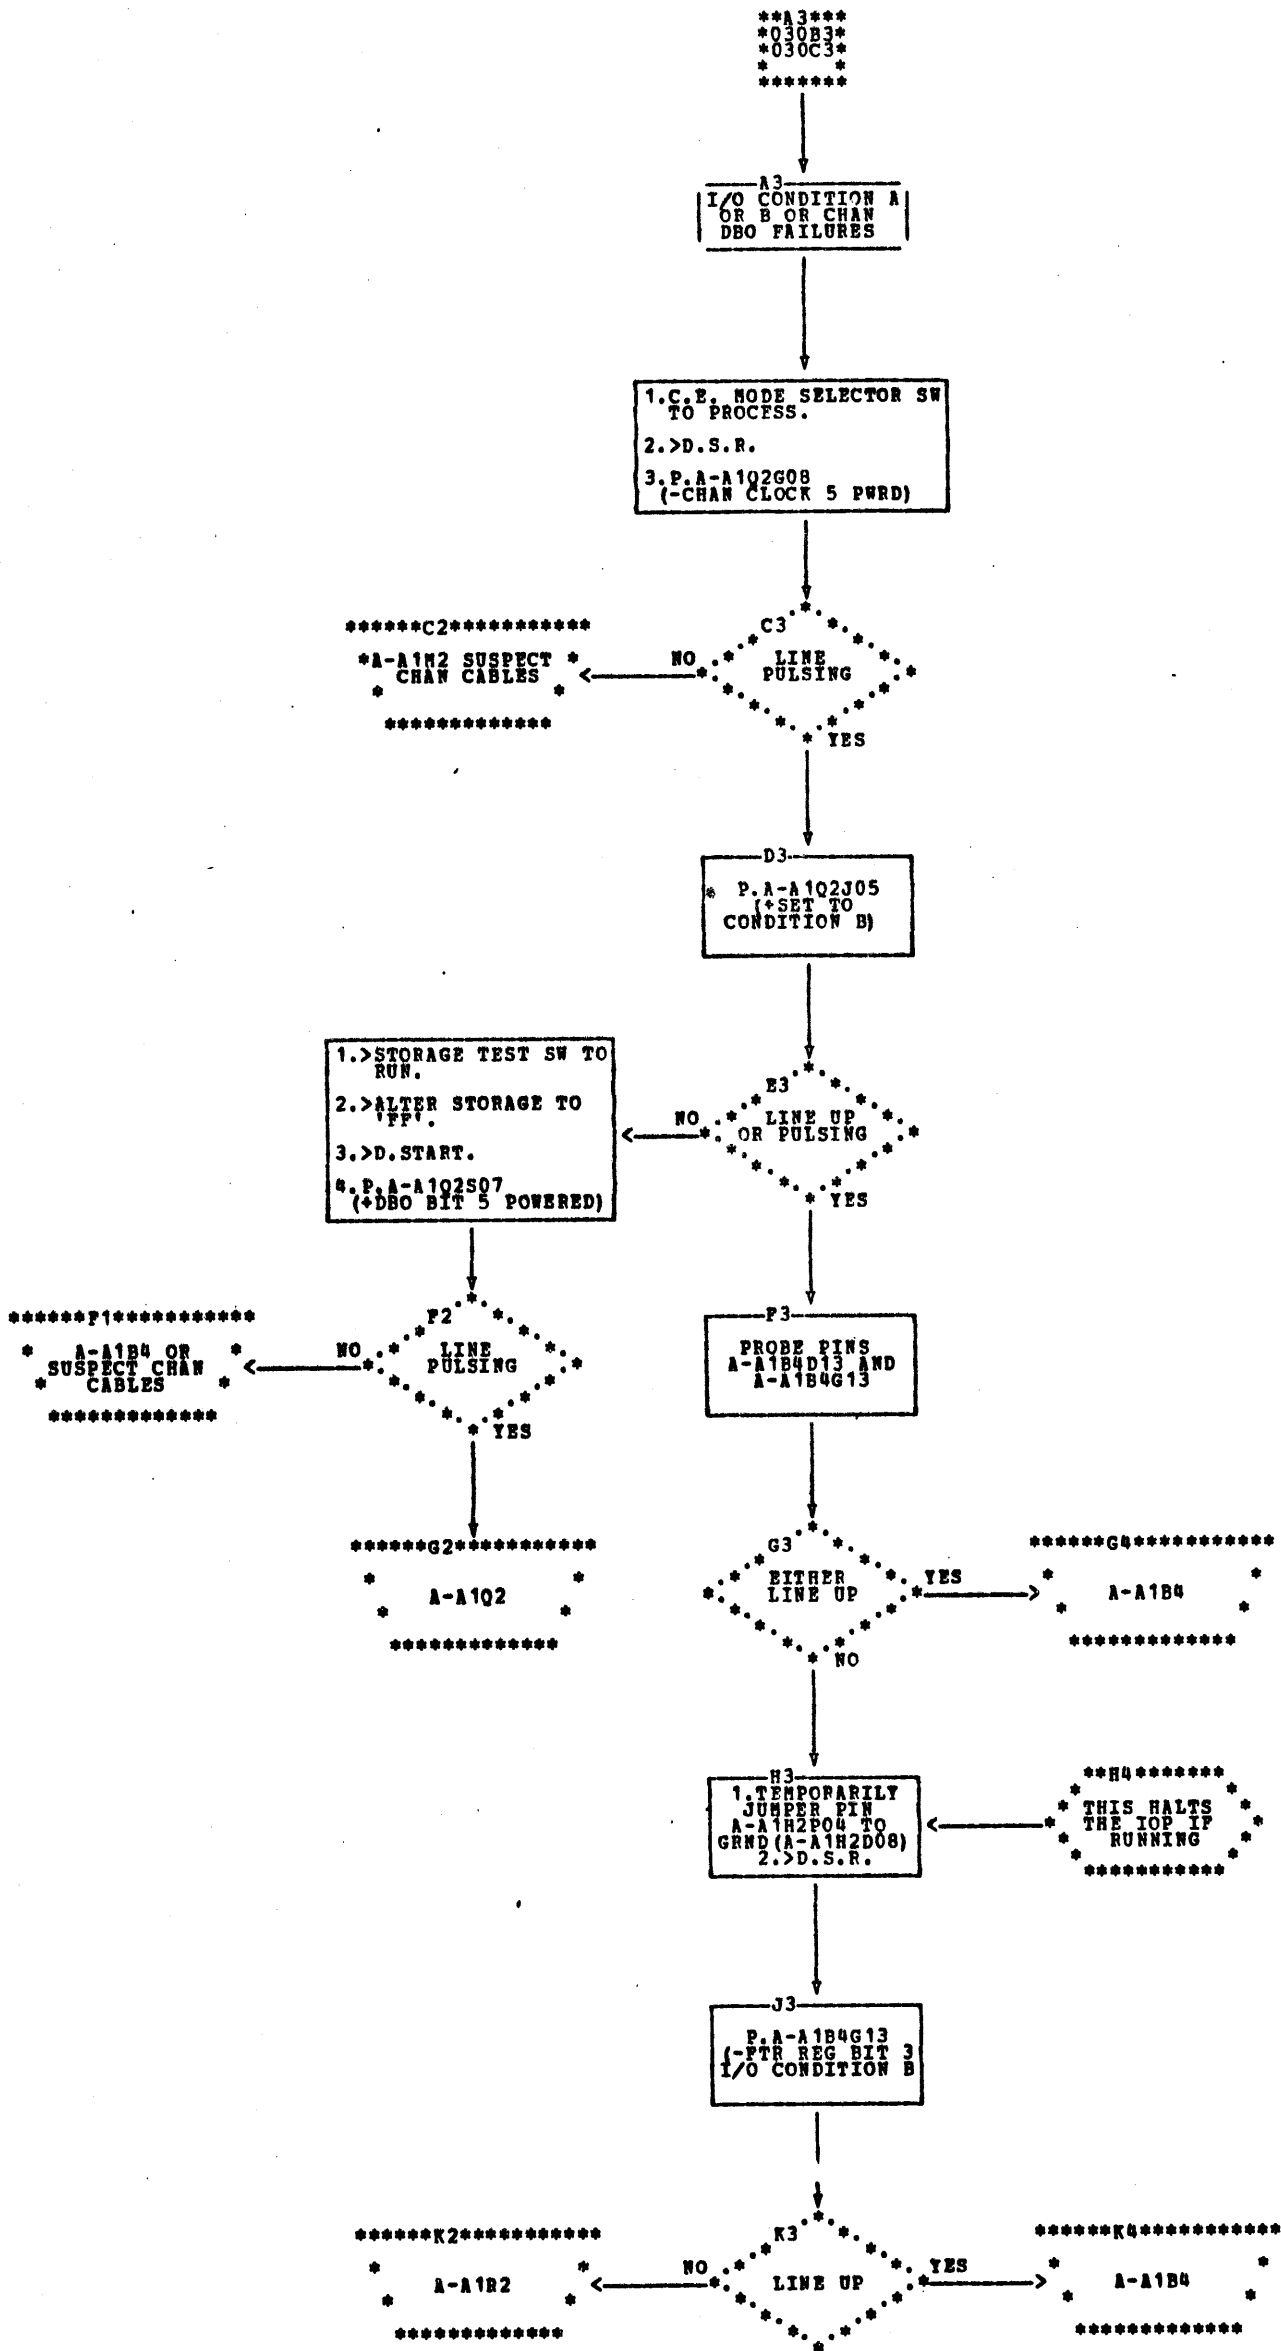 **A3***
*030B3*
*030C3*
* *
*******
A3
I/O CONDITION A
OR B OR CHAN
DBO FAILURES
1.C.E. MODE SELECTOR SW
TO PROCESS.
2.>D.S.R.
3.P.A-A1Q2G08
(-CHAN CLOCK 5 PWRD)
C3
LINE
PULSING
NO
YES
******C2***********
*A-A1M2 SUSPECT *
CHAN CABLES
* *
*************
D3
* P.A-A1Q2J05
(+SET TO
CONDITION B)
E3
LINE UP
OR PULSING
NO
YES
1.>STORAGE TEST SW TO
RUN.
2.>ALTER STORAGE TO
'FF'.
3.>D.START.
4.P.A-A1Q2S07
(+DBO BIT 5 POWERED)
F2
LINE
PULSING
NO
YES
******F1***********
* A-A1B4 OR *
SUSPECT CHAN
* CABLES *
*************
F3
PROBE PINS
A-A1B4D13 AND
A-A1B4G13
******G2***********
* *
A-A1Q2
* *
*************
G3
EITHER
LINE UP
YES
NO
******G4***********
* *
A-A1B4
* *
*************
H3
1.TEMPORARILY
JUMPER PIN
A-A1H2P04 TO
GRND(A-A1H2D08)
2.>D.S.R.
**H4*******
THIS HALTS
THE IOP IF
RUNNING
***********
J3
P.A-A1B4G13
(-PTR REG BIT 3
I/O CONDITION B
K3
LINE UP
NO
YES
******K2***********
* *
A-A1R2
* *
*************
******K4***********
* *
A-A1B4
* *
*************